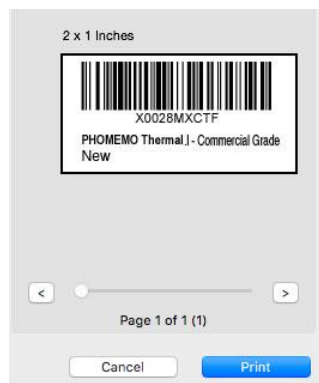 2 x 1 Inches
X0028MXCTF
PHOMEMO Thermal,I - Commercial Grade
New
< >
Page 1 of 1 (1)
Cancel Print